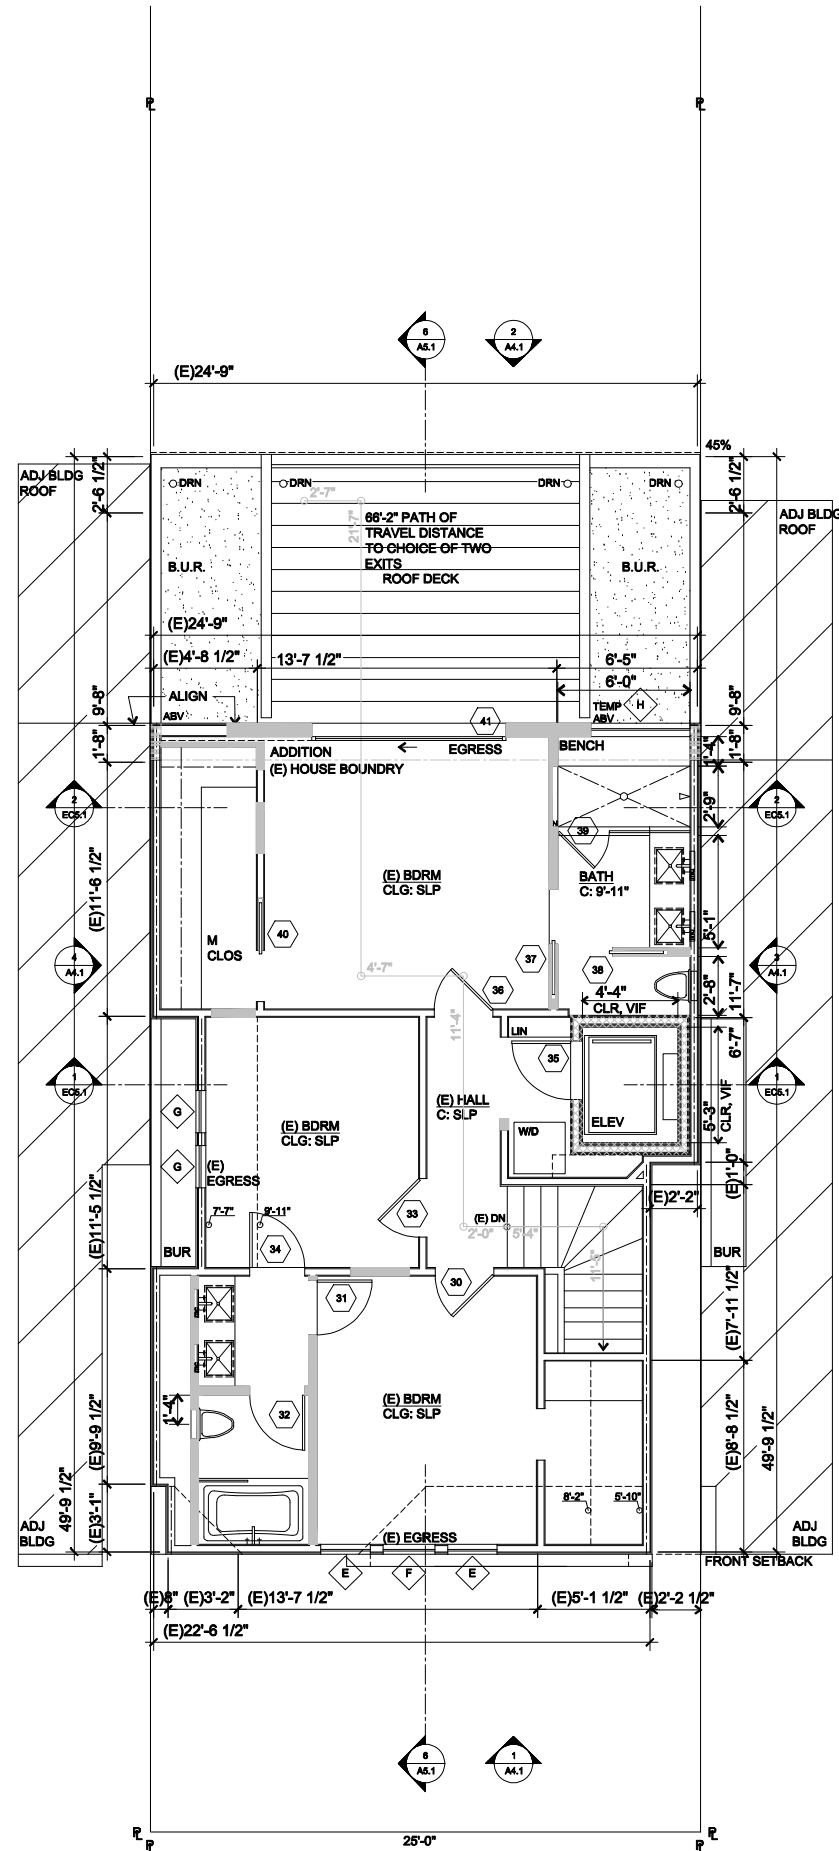 PL
PL
6
A5.1
2
A4.1
(E)24'-9"
45%
ADJ BLDG
ROOF
2'-6 1/2"
DRN
DRN
DRN
DRN
2'-6 1/2"
2'-7"
21'-7"
66'-2" PATH OF
TRAVEL DISTANCE
TO CHOICE OF TWO
EXITS
ROOF DECK
ADJ BLDG
ROOF
B.U.R.
B.U.R.
(E)24'-9"
(E)4'-8 1/2"
13'-7 1/2"
6'-5"
6'-0"
ALIGN
9'-8"
9'-8"
ABV
TEMP
ABV
H
41
1'-8"
ADDITION
EGRESS
BENCH
1'-4"
1'-8"
(E) HOUSE BOUNDRY
2
EC5.1
2
EC5.1
2'-9"
39
(E)11'-6 1/2"
(E) BDRM
CLG: SLP
BATH
C: 9'-11"
M
CLOS
40
5'-1"
37
38
4
A4.1
3
A4.1
4'-7"
36
4'-4"
CLR, VIF
2'-8"
11'-7"
11'-4"
LIN
35
6'-7"
1
EC5.1
1
EC5.1
G
(E) BDRM
CLG: SLP
(E) HALL
C: SLP
W/D
ELEV
5'-3"
CLR, VIF
G
(E)
EGRESS
(E)1'-0"
(E)2'-2"
(E)11'-5 1/2"
7'-7"
9'-11"
33
(E) DN
2'-0"
5'-4"
BUR
34
11'-5"
BUR
31
30
(E)7'-11 1/2"
(E) BDRM
CLG: SLP
1'-4"
32
(E)9'-9 1/2"
49'-9 1/2"
(E)8'-8 1/2"
49'-9 1/2"
(E)3'-1"
8'-2"
5'-10"
ADJ
BLDG
ADJ
BLDG
(E) EGRESS
FRONT SETBACK
E
F
E
(E)8"
(E)3'-2"
(E)13'-7 1/2"
(E)5'-1 1/2"
(E)2'-2 1/2"
(E)22'-6 1/2"
6
A5.1
1
A4.1
PL
PL
25'-0"
PL
PL